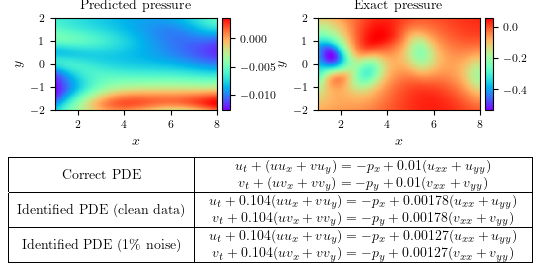 Predicted pressure
Exact pressure
2
1
0
−1
−2
y
2
4
6
8
x
0.000
−0.005
−0.010
2
1
0
−1
−2
y
2
4
6
8
x
0.0
−0.2
−0.4
Correct PDE
u_t + (uu_x + vu_y) = −p_x + 0.01(u_xx + u_yy)
v_t + (uv_x + vv_y) = −p_y + 0.01(v_xx + v_yy)
Identified PDE (clean data)
u_t + 0.104(uu_x + vu_y) = −p_x + 0.00178(u_xx + u_yy)
v_t + 0.104(uv_x + vv_y) = −p_y + 0.00178(v_xx + v_yy)
Identified PDE (1% noise)
u_t + 0.104(uu_x + vu_y) = −p_x + 0.00127(u_xx + u_yy)
v_t + 0.104(uv_x + vv_y) = −p_y + 0.00127(v_xx + v_yy)